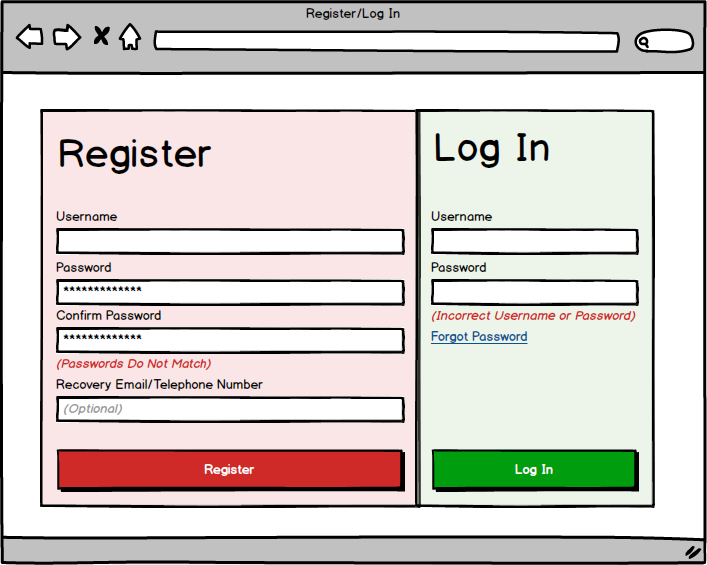 Register/Log In
Register
Username
Password
*************
Confirm Password
*************
(Passwords Do Not Match)
Recovery Email/Telephone Number
(Optional)
Register
Log In
Username
Password
(Incorrect Username or Password)
Forgot Password
Log In